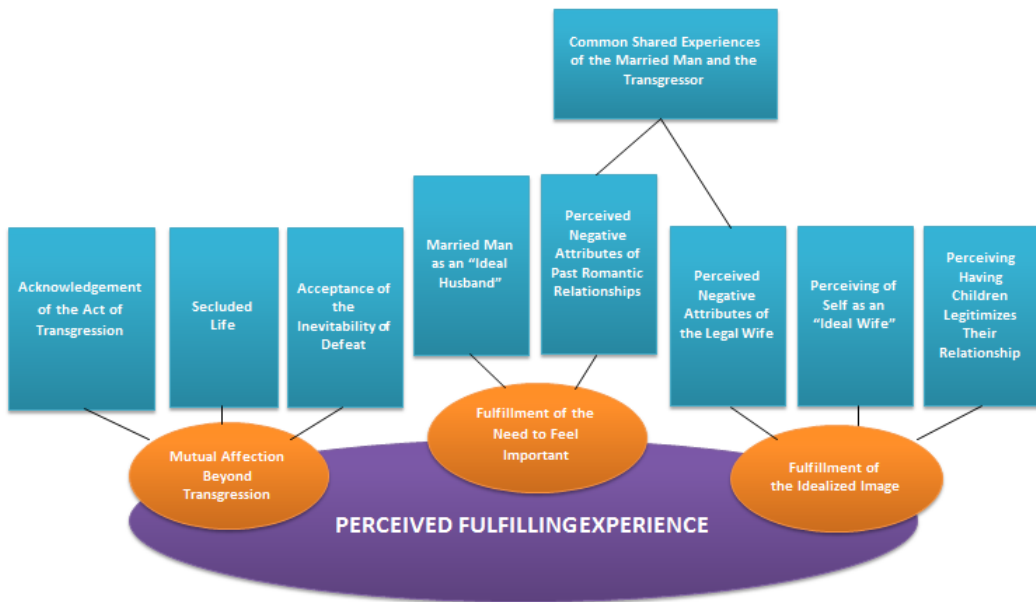 Common Shared Experiences
of the Married Man and the
Transgressor
Acknowledgement
of the Act of
Transgression
Secluded
Life
Acceptance of
the
Inevitability of
Defeat
Married Man
as an “Ideal
Husband”
Perceived
Negative
Attributes of
Past Romantic
Relationships
Perceived
Negative
Attributes of
the Legal Wife
Perceiving
of Self as an
“Ideal Wife”
Perceiving
Having
Children
Legitimizes
Their
Relationship
Mutual Affection
Beyond
Transgression
Fulfillment of the
Need to Feel
Important
Fulfillment of
the Idealized Image
PERCEIVED FULFILLINGEXPERIENCE